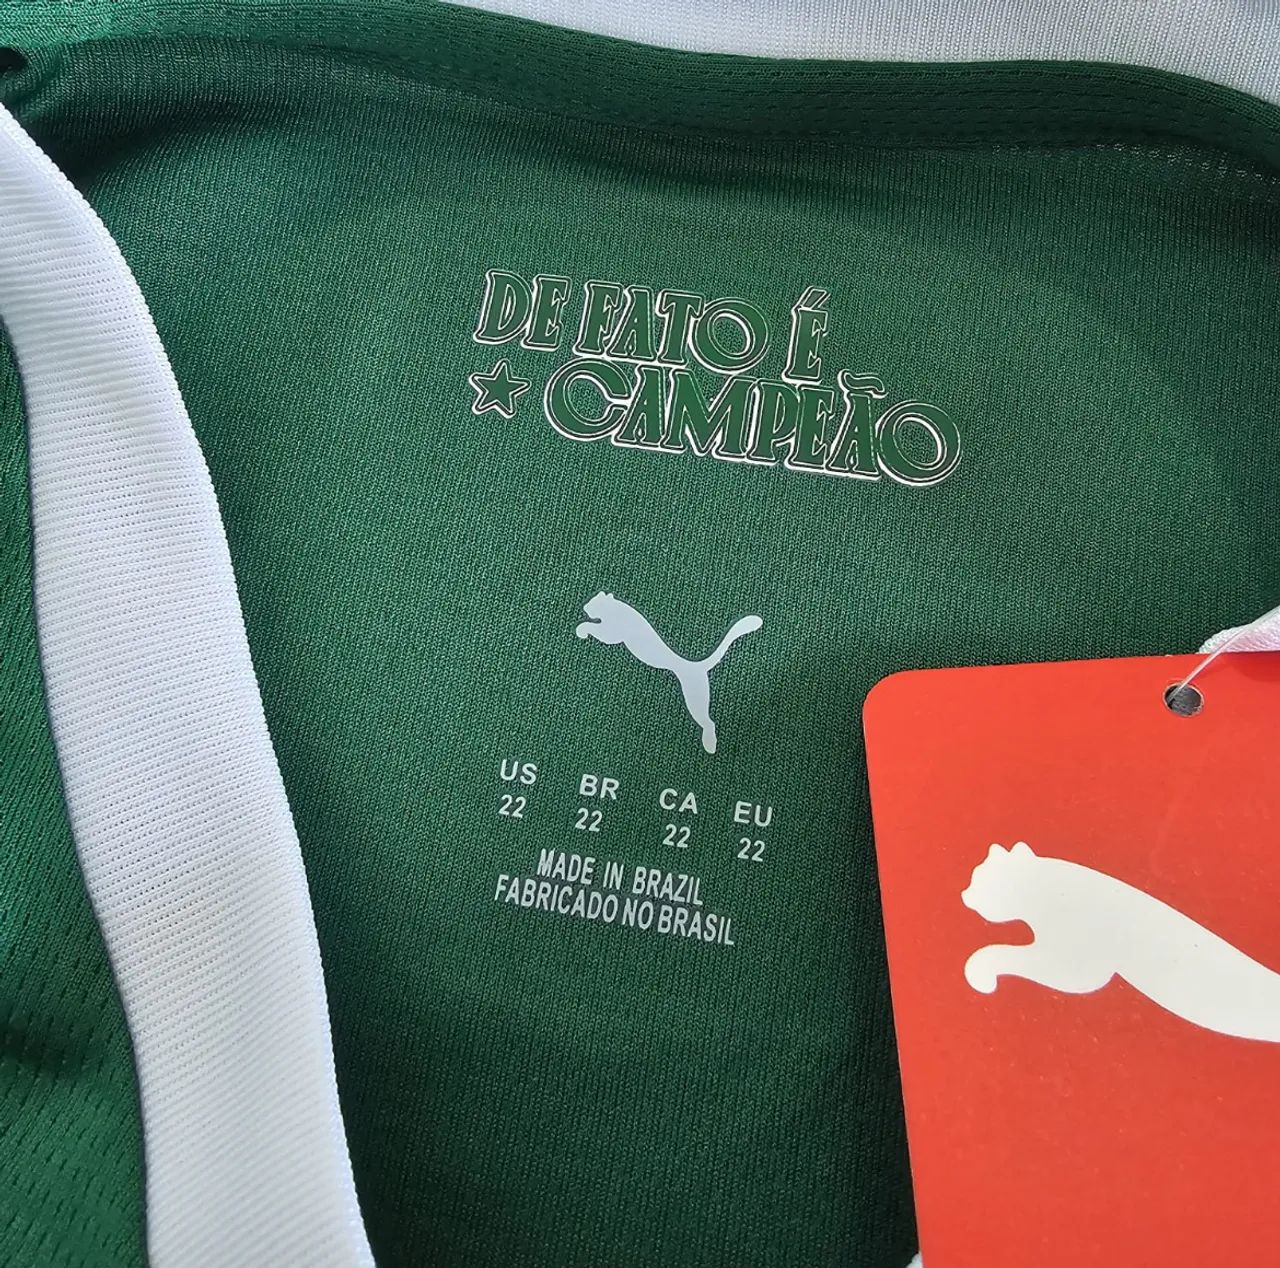 DE FATO É
CAMPEÃO
US BR CA EU
22 22 22 22
MADE IN BRAZIL
FABRICADO NO BRASIL